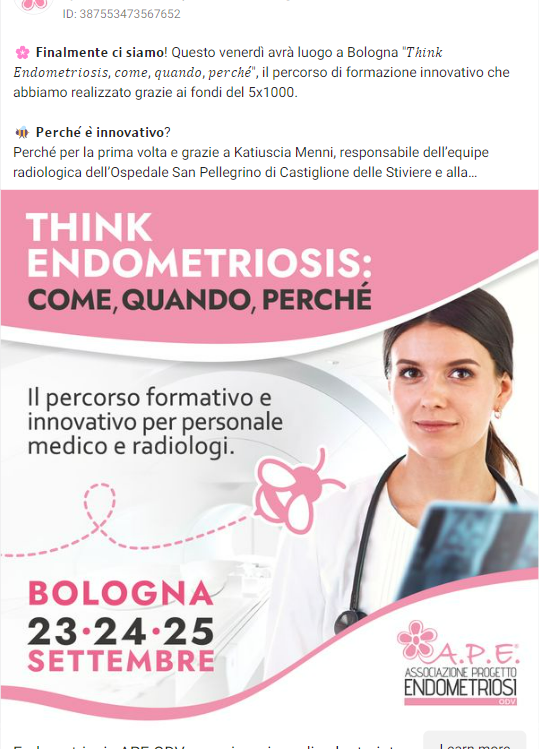 ID: 387553473567652
🌸 Finalmente ci siamo! Questo venerdì avrà luogo a Bologna "𝑇ℎ𝑖𝑛𝑘
𝐸𝑛𝑑𝑜𝑚𝑒𝑡𝑟𝑖𝑜𝑠𝑖𝑠, 𝑐𝑜𝑚𝑒, 𝑞𝑢𝑎𝑛𝑑𝑜, 𝑝𝑒𝑟𝑐ℎ𝑒́", il percorso di formazione innovativo che
abbiamo realizzato grazie ai fondi del 5x1000.
🐝 Perché è innovativo?
Perché per la prima volta e grazie a Katiuscia Menni, responsabile dell'equipe
radiologica dell'Ospedale San Pellegrino di Castiglione delle Stiviere e alla...
THINK
ENDOMETRIOSIS:
COME, QUANDO, PERCHÉ
Il percorso formativo e
innovativo per personale
medico e radiologi.
BOLOGNA
23·24·25
SETTEMBRE
A.P.E.
ASSOCIAZIONE PROGETTO
ENDOMETRIOSI
ODV